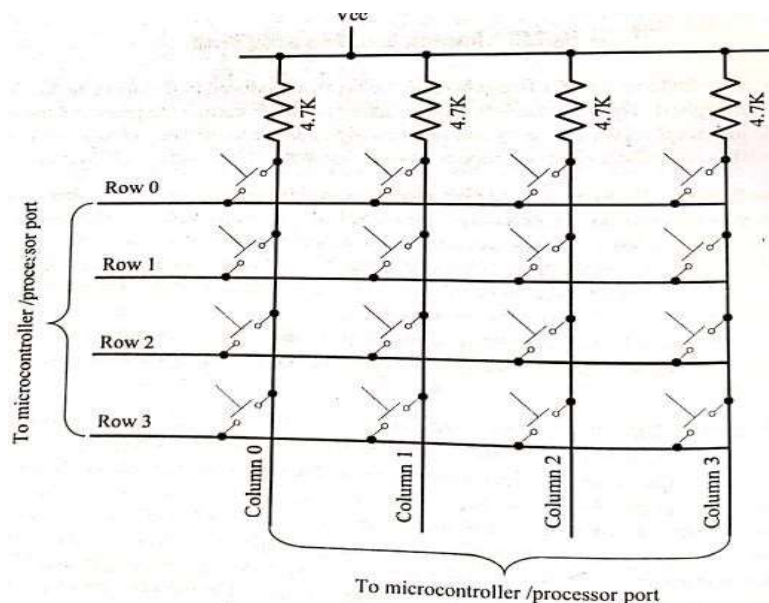 Vcc
4.7K
4.7K
4.7K
4.7K
Row 0
Row 1
Row 2
Row 3
To microcontroller /processor port
Column 0
Column 1
Column 2
Column 3
To microcontroller /processor port